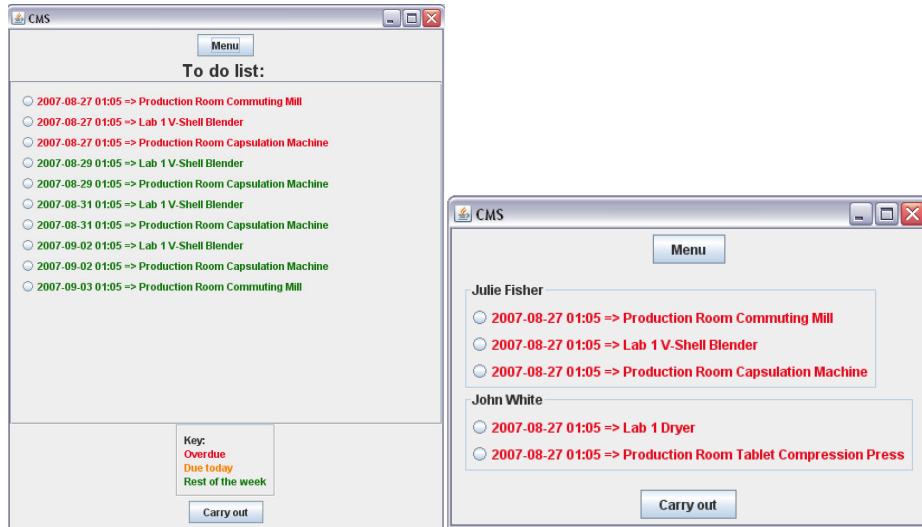 CMS
Menu
To do list:
2007-08-27 01:05 => Production Room Commuting Mill
2007-08-27 01:05 => Lab 1 V-Shell Blender
2007-08-27 01:05 => Production Room Capsulation Machine
2007-08-29 01:05 => Lab 1 V-Shell Blender
2007-08-29 01:05 => Production Room Capsulation Machine
2007-08-31 01:05 => Lab 1 V-Shell Blender
2007-08-31 01:05 => Production Room Capsulation Machine
2007-09-02 01:05 => Lab 1 V-Shell Blender
2007-09-02 01:05 => Production Room Capsulation Machine
2007-09-03 01:05 => Production Room Commuting Mill
Key:
Overdue
Due today
Rest of the week
Carry out
CMS
Menu
Julie Fisher
2007-08-27 01:05 => Production Room Commuting Mill
2007-08-27 01:05 => Lab 1 V-Shell Blender
2007-08-27 01:05 => Production Room Capsulation Machine
John White
2007-08-27 01:05 => Lab 1 Dryer
2007-08-27 01:05 => Production Room Tablet Compression Press
Carry out